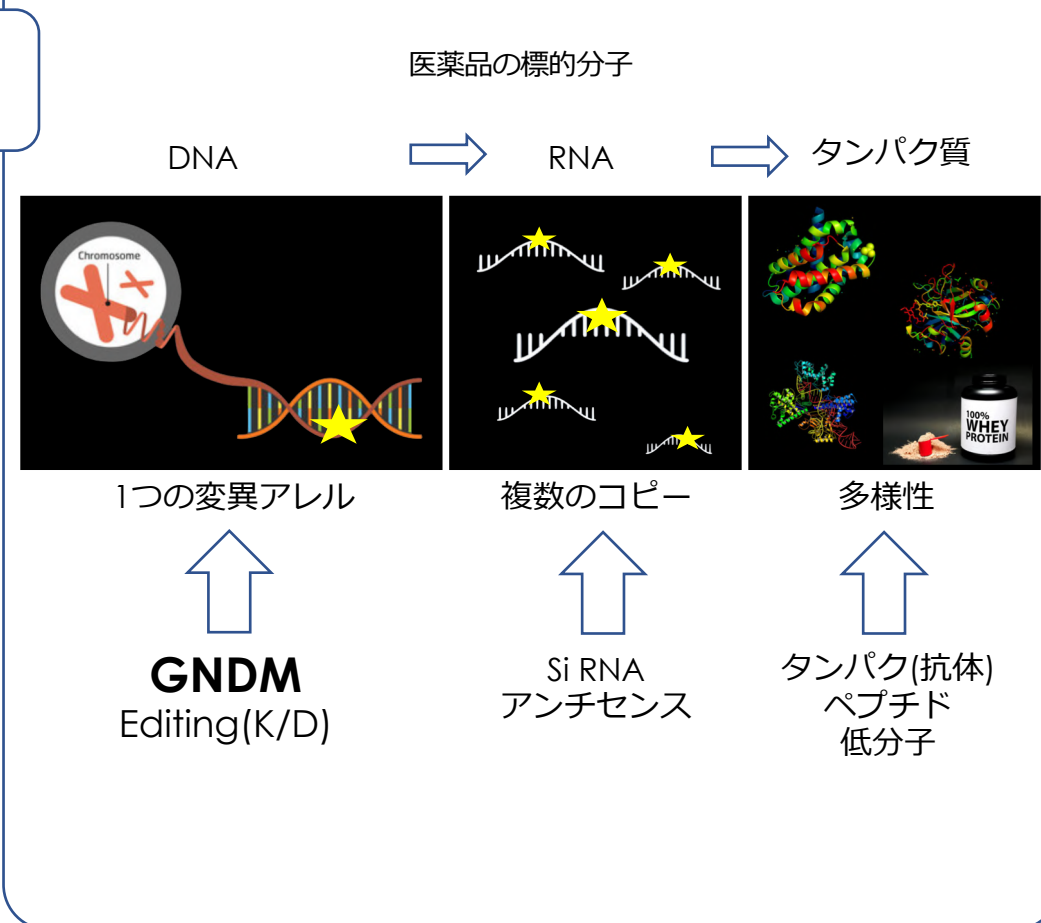 医薬品の標的分子
DNA
RNA
タンパク質
Chromosome
100%
WHEY
PROTEIN
1つの変異アレル
複数のコピー
多様性
GNDM
Editing(K/D)
Si RNA
アンチセンス
タンパク(抗体)
ペプチド
低分子